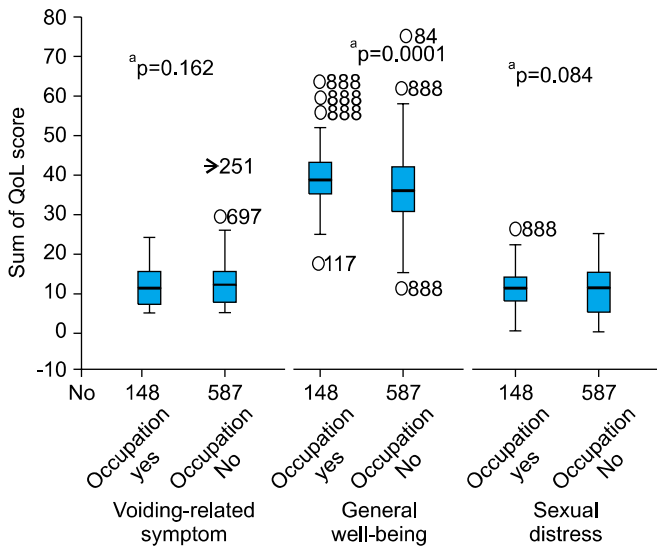 80
70
60
50
40
30
20
10
0
-10
Sum of QoL score
ap=0.162
251
697
84
ap=0.0001
888
888
888
888
117
888
ap=0.084
888
No 148 587 148 587 148 587
Occupation yes
Occupation No
Occupation yes
Occupation No
Occupation yes
Occupation No
Voiding-related symptom
General well-being
Sexual distress